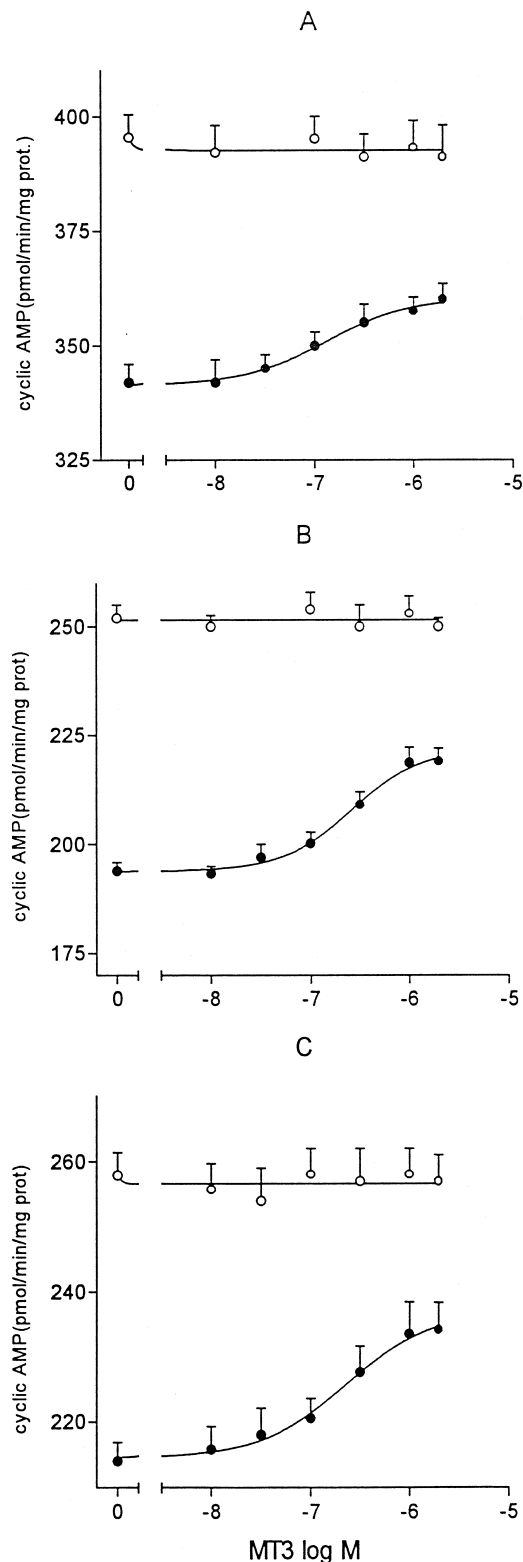 A
cyclic AMP(pmol/min/mg prot.)
400
375
350
325
0 -8 -7 -6 -5
B
cyclic AMP(pmol/min/mg prot)
250
225
200
175
0 -8 -7 -6 -5
C
cyclic AMP(pmol/min/mg prot)
260
240
220
0 -8 -7 -6 -5
MT3 log M